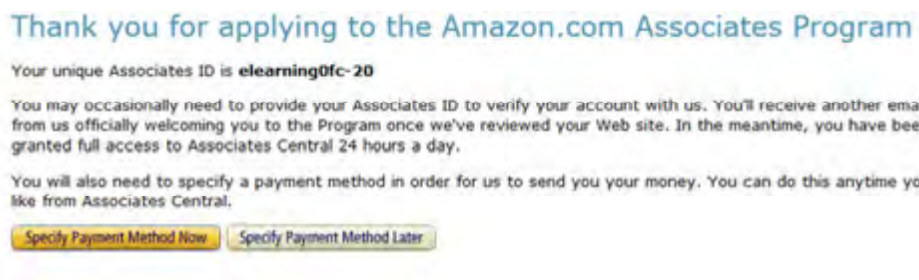 Thank you for applying to the Amazon.com Associates Program
Your unique Associates ID is elearning0fc-20
You may occasionally need to provide your Associates ID to verify your account with us. You'll receive another ema
from us officially welcoming you to the Program once we've reviewed your Web site. In the meantime, you have bee
granted full access to Associates Central 24 hours a day.
You will also need to specify a payment method in order for us to send you your money. You can do this anytime yo
like from Associates Central.
Specify Payment Method Now Specify Payment Method Later